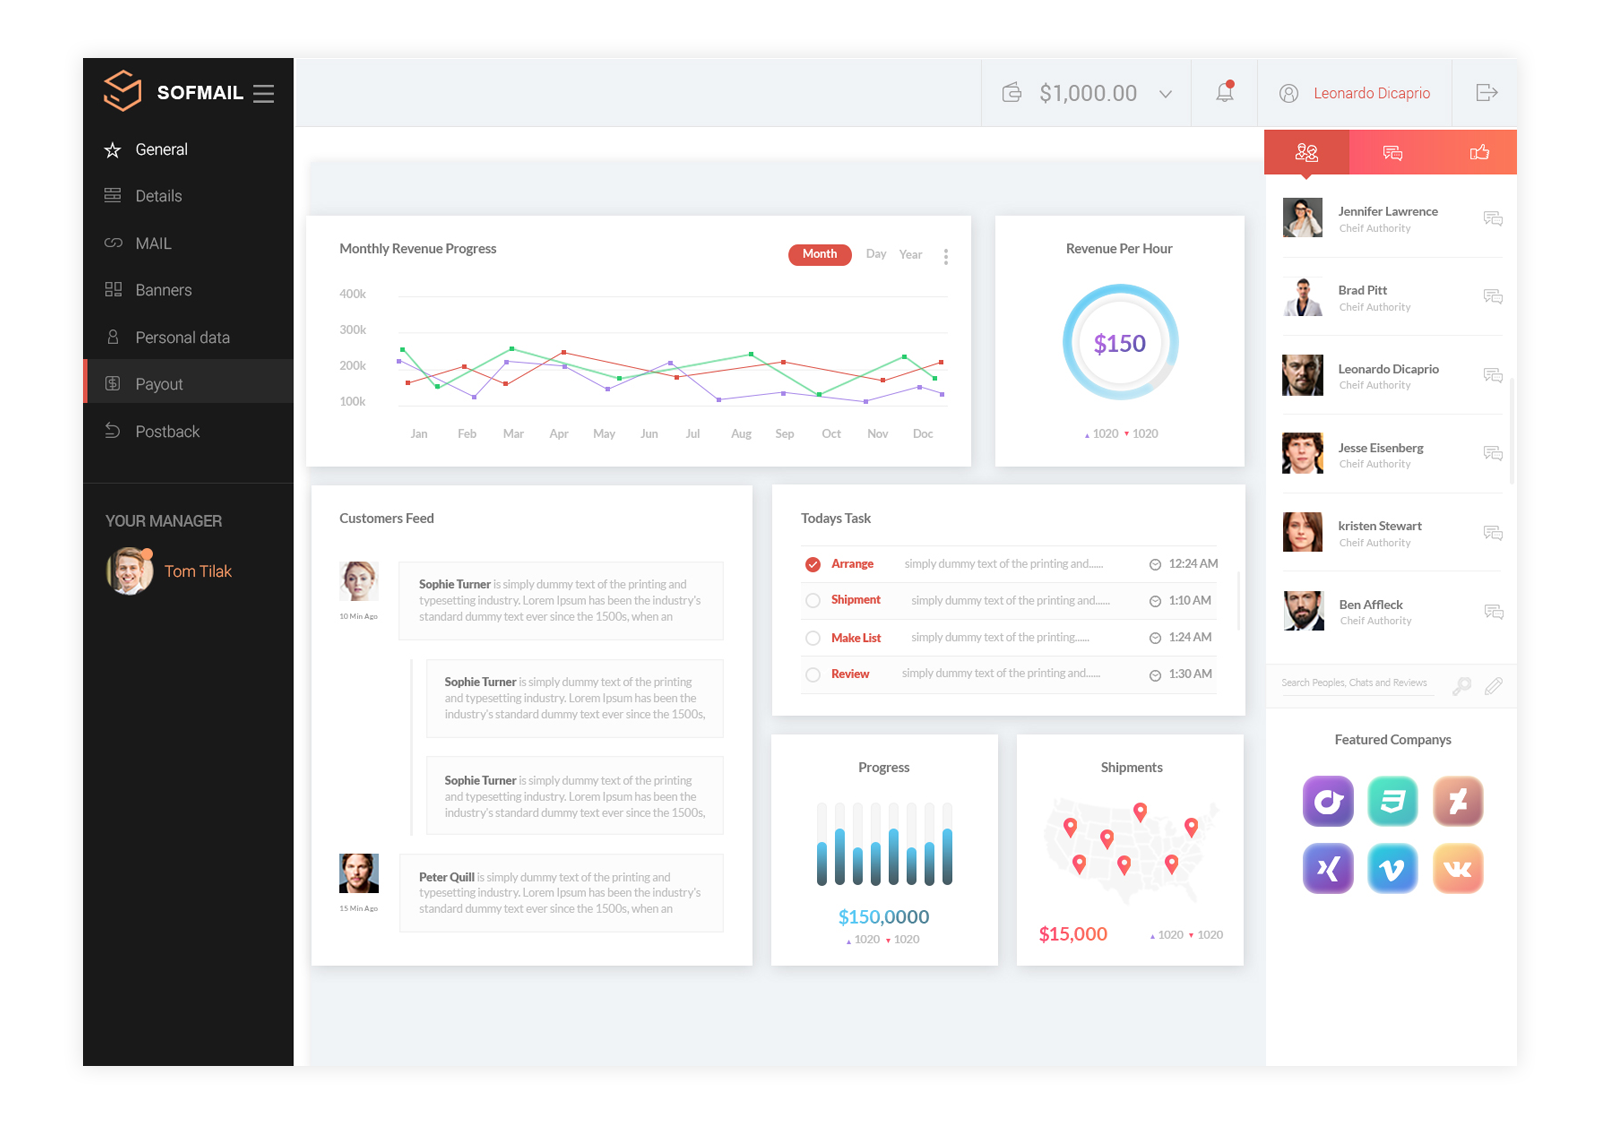 SOFMAIL
$1,000.00
Leonardo Dicaprio
General
Details
MAIL
Banners
Personal data
Payout
Postback
YOUR MANAGER
Tom Tilak
Monthly Revenue Progress
Month Day Year
400k
300k
200k
100k
Jan Feb Mar Apr May Jun Jul Aug Sep Oct Nov Doc
Revenue Per Hour
$150
1020 1020
Customers Feed
10 Min Ago
Sophie Turner is simply dummy text of the printing and
typesetting industry. Lorem Ipsum has been the industry's
standard dummy text ever since the 1500s, when an
Sophie Turner is simply dummy text of the printing
and typesetting industry. Lorem Ipsum has been the
industry's standard dummy text ever since the 1500s,
Sophie Turner is simply dummy text of the printing
and typesetting industry. Lorem Ipsum has been the
industry's standard dummy text ever since the 1500s,
15 Min Ago
Peter Quill is simply dummy text of the printing and
typesetting industry. Lorem Ipsum has been the industry's
standard dummy text ever since the 1500s, when an
Todays Task
Arrange simply dummy text of the printing and...... 12:24 AM
Shipment simply dummy text of the printing and...... 1:10 AM
Make List simply dummy text of the printing...... 1:24 AM
Review simply dummy text of the printing and...... 1:30 AM
Progress
$150,0000
1020 1020
Shipments
$15,000
1020 1020
Jennifer Lawrence
Cheif Authority
Brad Pitt
Cheif Authority
Leonardo Dicaprio
Cheif Authority
Jesse Eisenberg
Cheif Authority
kristen Stewart
Cheif Authority
Ben Affleck
Cheif Authority
Search Peoples, Chats and Reviews
Featured Companys